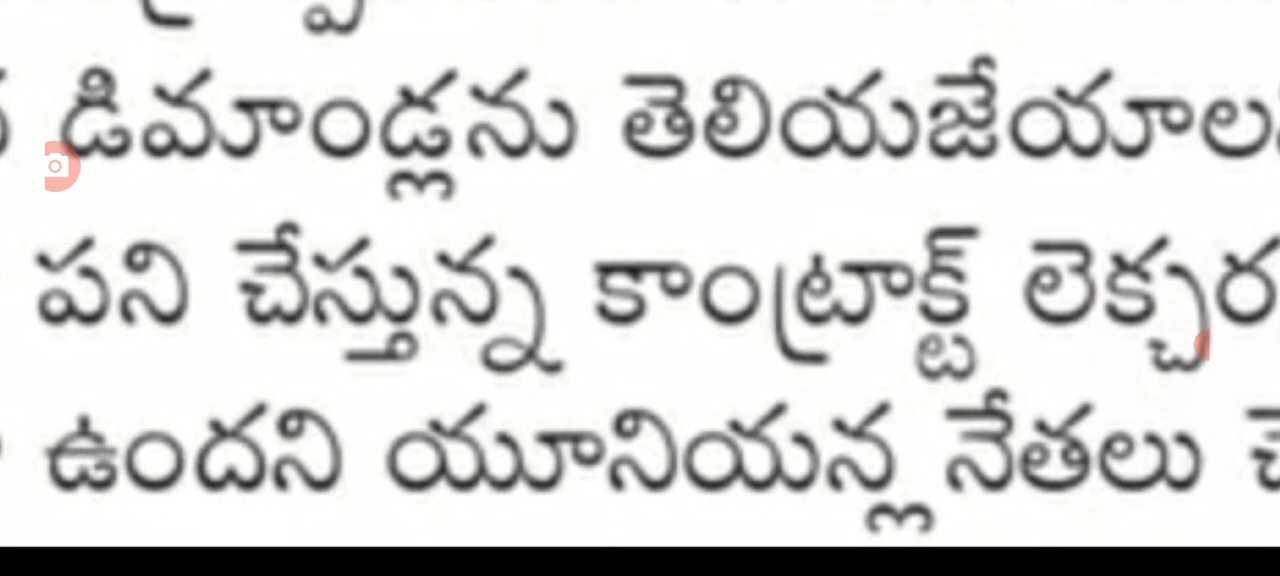 డిమాండ్లను తెలియజేయాల
పని చేస్తున్న కాంట్రాక్ట్ లెక్చర
ఉందని యూనియన్ల నేతలు